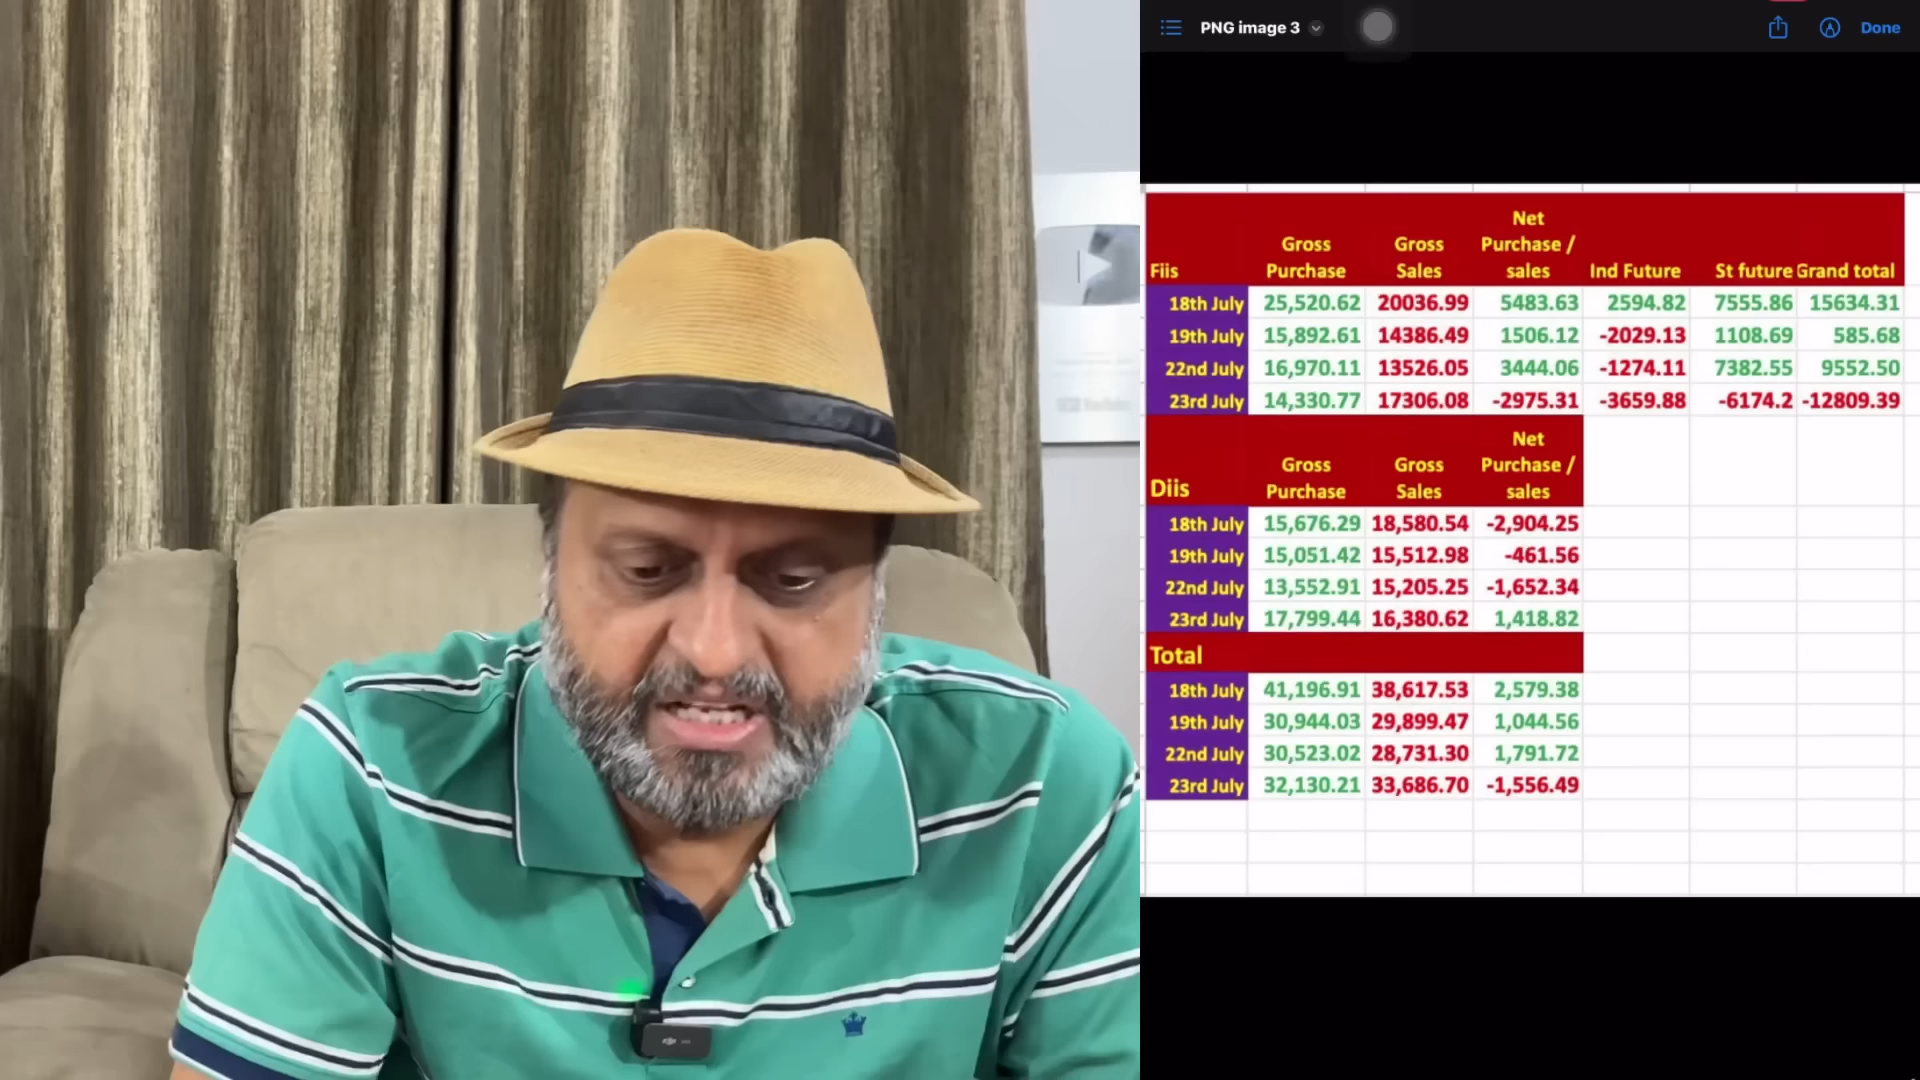 PNG image 3
Done
Fiis Gross Purchase Gross Sales Net Purchase / sales Ind Future St future Grand total
18th July 25,520.62 20036.99 5483.63 2594.82 7555.86 15634.31
19th July 15,892.61 14386.49 1506.12 -2029.13 1108.69 585.68
22nd July 16,970.11 13526.05 3444.06 -1274.11 7382.55 9552.50
23rd July 14,330.77 17306.08 -2975.31 -3659.88 -6174.2 -12809.39
Diis Gross Purchase Gross Sales Net Purchase / sales
18th July 15,676.29 18,580.54 -2,904.25
19th July 15,051.42 15,512.98 -461.56
22nd July 13,552.91 15,205.25 -1,652.34
23rd July 17,799.44 16,380.62 1,418.82
Total
18th July 41,196.91 38,617.53 2,579.38
19th July 30,944.03 29,899.47 1,044.56
22nd July 30,523.02 28,731.30 1,791.72
23rd July 32,130.21 33,686.70 -1,556.49